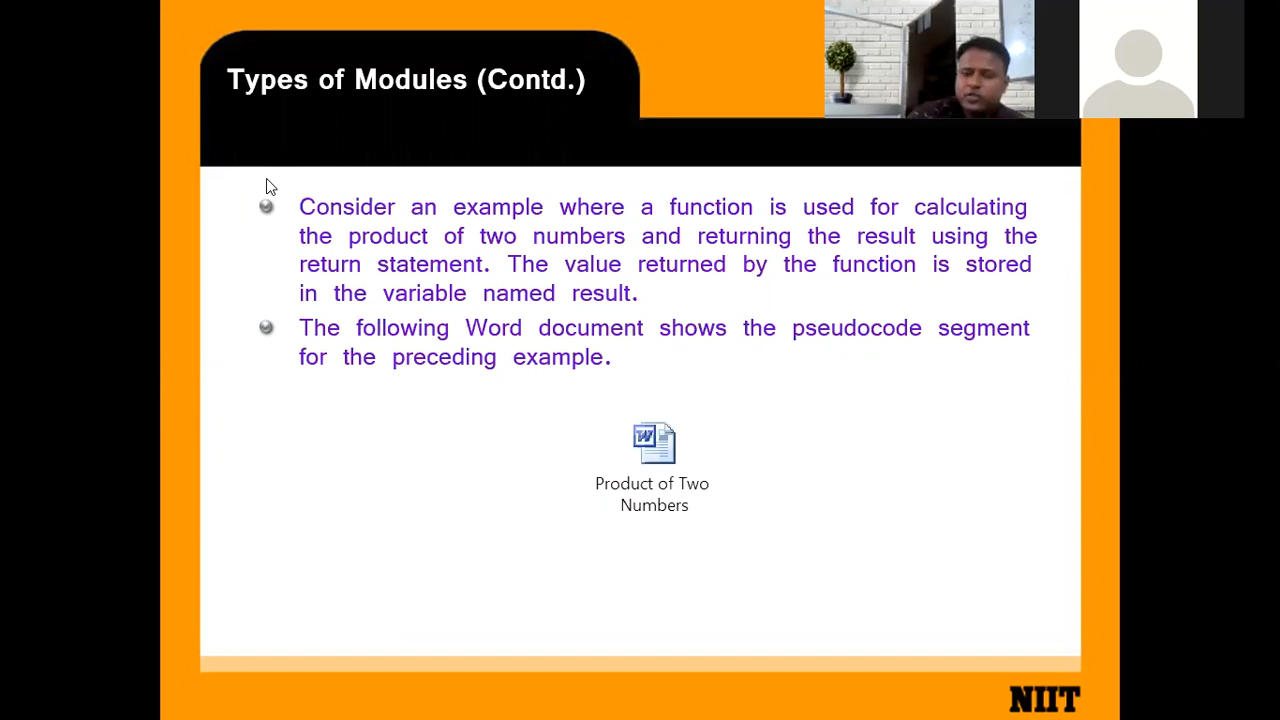 Types of Modules (Contd.)
Consider an example where a function is used for calculating
the product of two numbers and returning the result using the
return statement. The value returned by the function is stored
in the variable named result.
The following Word document shows the pseudocode segment
for the preceding example.
W
Product of Two
Numbers
NIIT